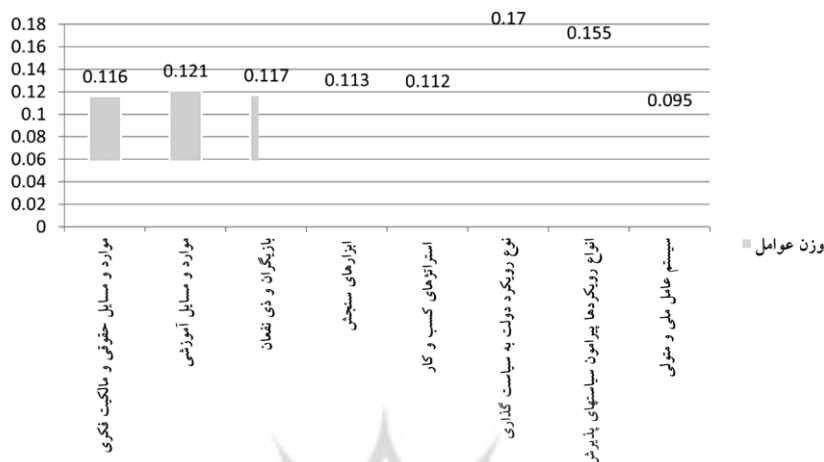 0.18
0.16
0.14
0.12
0.1
0.08
0.06
0.04
0.02
0
0.116
0.121
0.117
0.113
0.112
0.17
0.155
0.095
موارد و مسایل حقوقی و مالکیت فکری
موارد و مسایل آموزشی
بازیگران و ذی نفعان
ابزارهای سنجش
استراتژهای کسب و کار
نوع رویکرد دولت به سیاست گذاری
انواع رویکردها پیرامون سیاستهای پذیرش
سیستم عامل ملی و متولی
وزن عوامل